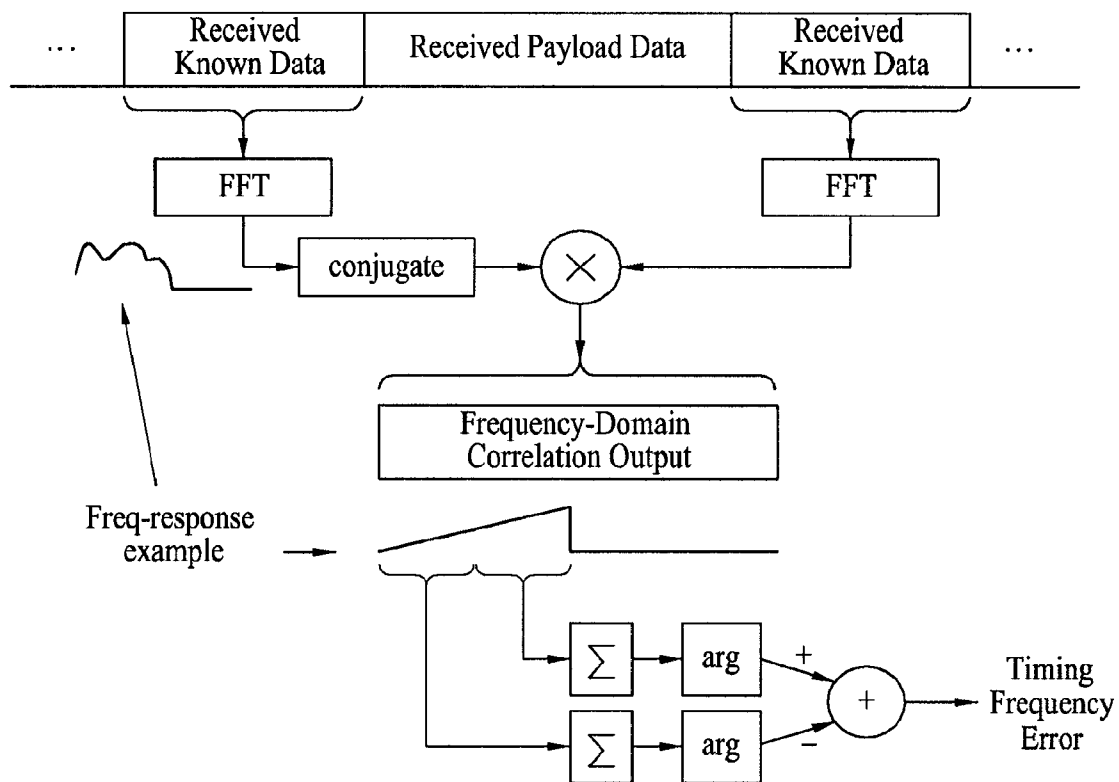 ...
Received
Known Data
Received Payload Data
Received
Known Data
...
FFT
FFT
conjugate
×
Frequency-Domain
Correlation Output
Freq-response
example
Σ
arg
+
+
Timing
Frequency
Error
Σ
arg
−